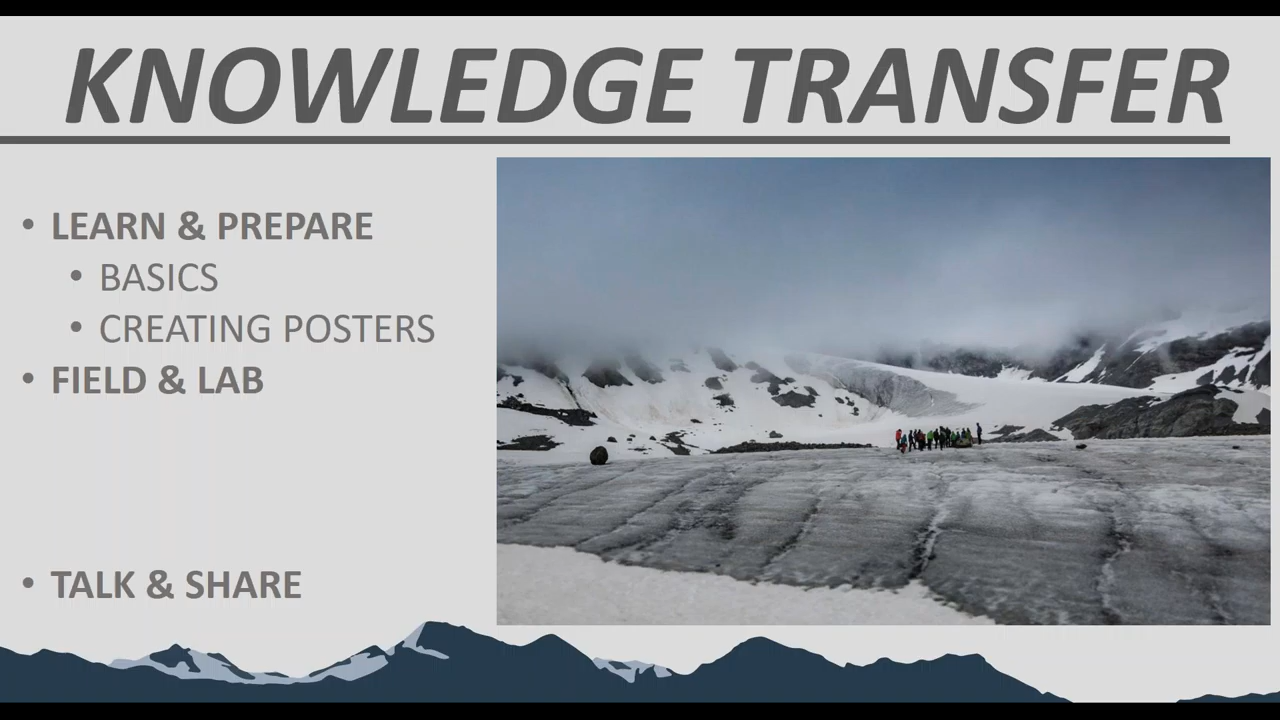 KNOWLEDGE TRANSFER
• LEARN & PREPARE
• BASICS
• CREATING POSTERS
• FIELD & LAB
• TALK & SHARE